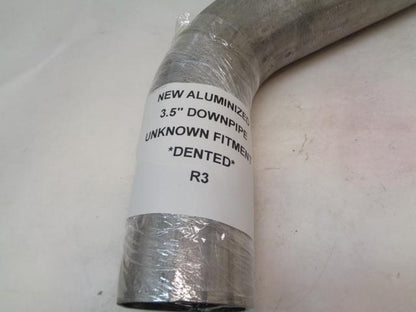 NEW ALUMINIZED
3.5" DOWNPIPE
UNKNOWN FITMENT
*DENTED*
R3